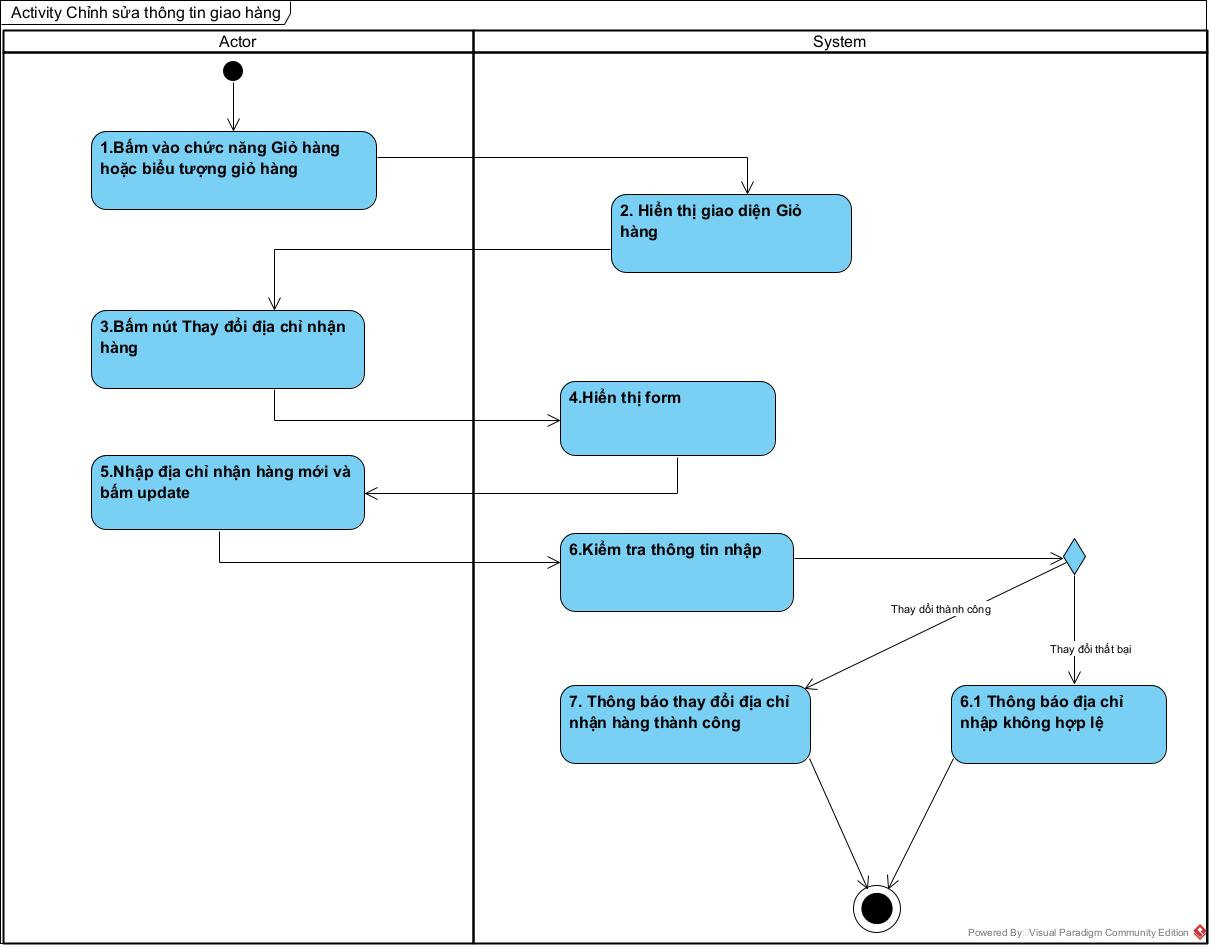 Activity Chỉnh sửa thông tin giao hàng
Actor
System
1.Bấm vào chức năng Giỏ hàng
hoặc biểu tượng giỏ hàng
2. Hiển thị giao diện Giỏ
hàng
3.Bấm nút Thay đổi địa chỉ nhận
hàng
4.Hiển thị form
5.Nhập địa chỉ nhận hàng mới và
bấm update
6.Kiểm tra thông tin nhập
Thay dổi thành công
Thay đổi thất bại
7. Thông báo thay đổi địa chỉ
nhận hàng thành công
6.1 Thông báo địa chỉ
nhập không hợp lệ
Powered By Visual Paradigm Community Edition